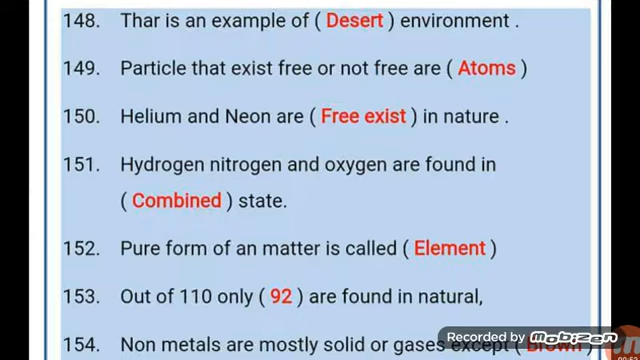 148. Thar is an example of ( Desert ) environment .
149. Particle that exist free or not free are ( Atoms )
150. Helium and Neon are ( Free exist ) in nature .
151. Hydrogen nitrogen and oxygen are found in
( Combined ) state.
152. Pure form of an matter is called ( Element )
153. Out of 110 only ( 92 ) are found in natural,
154. Non metals are mostly solid or gases except (
Recorded by mobizen